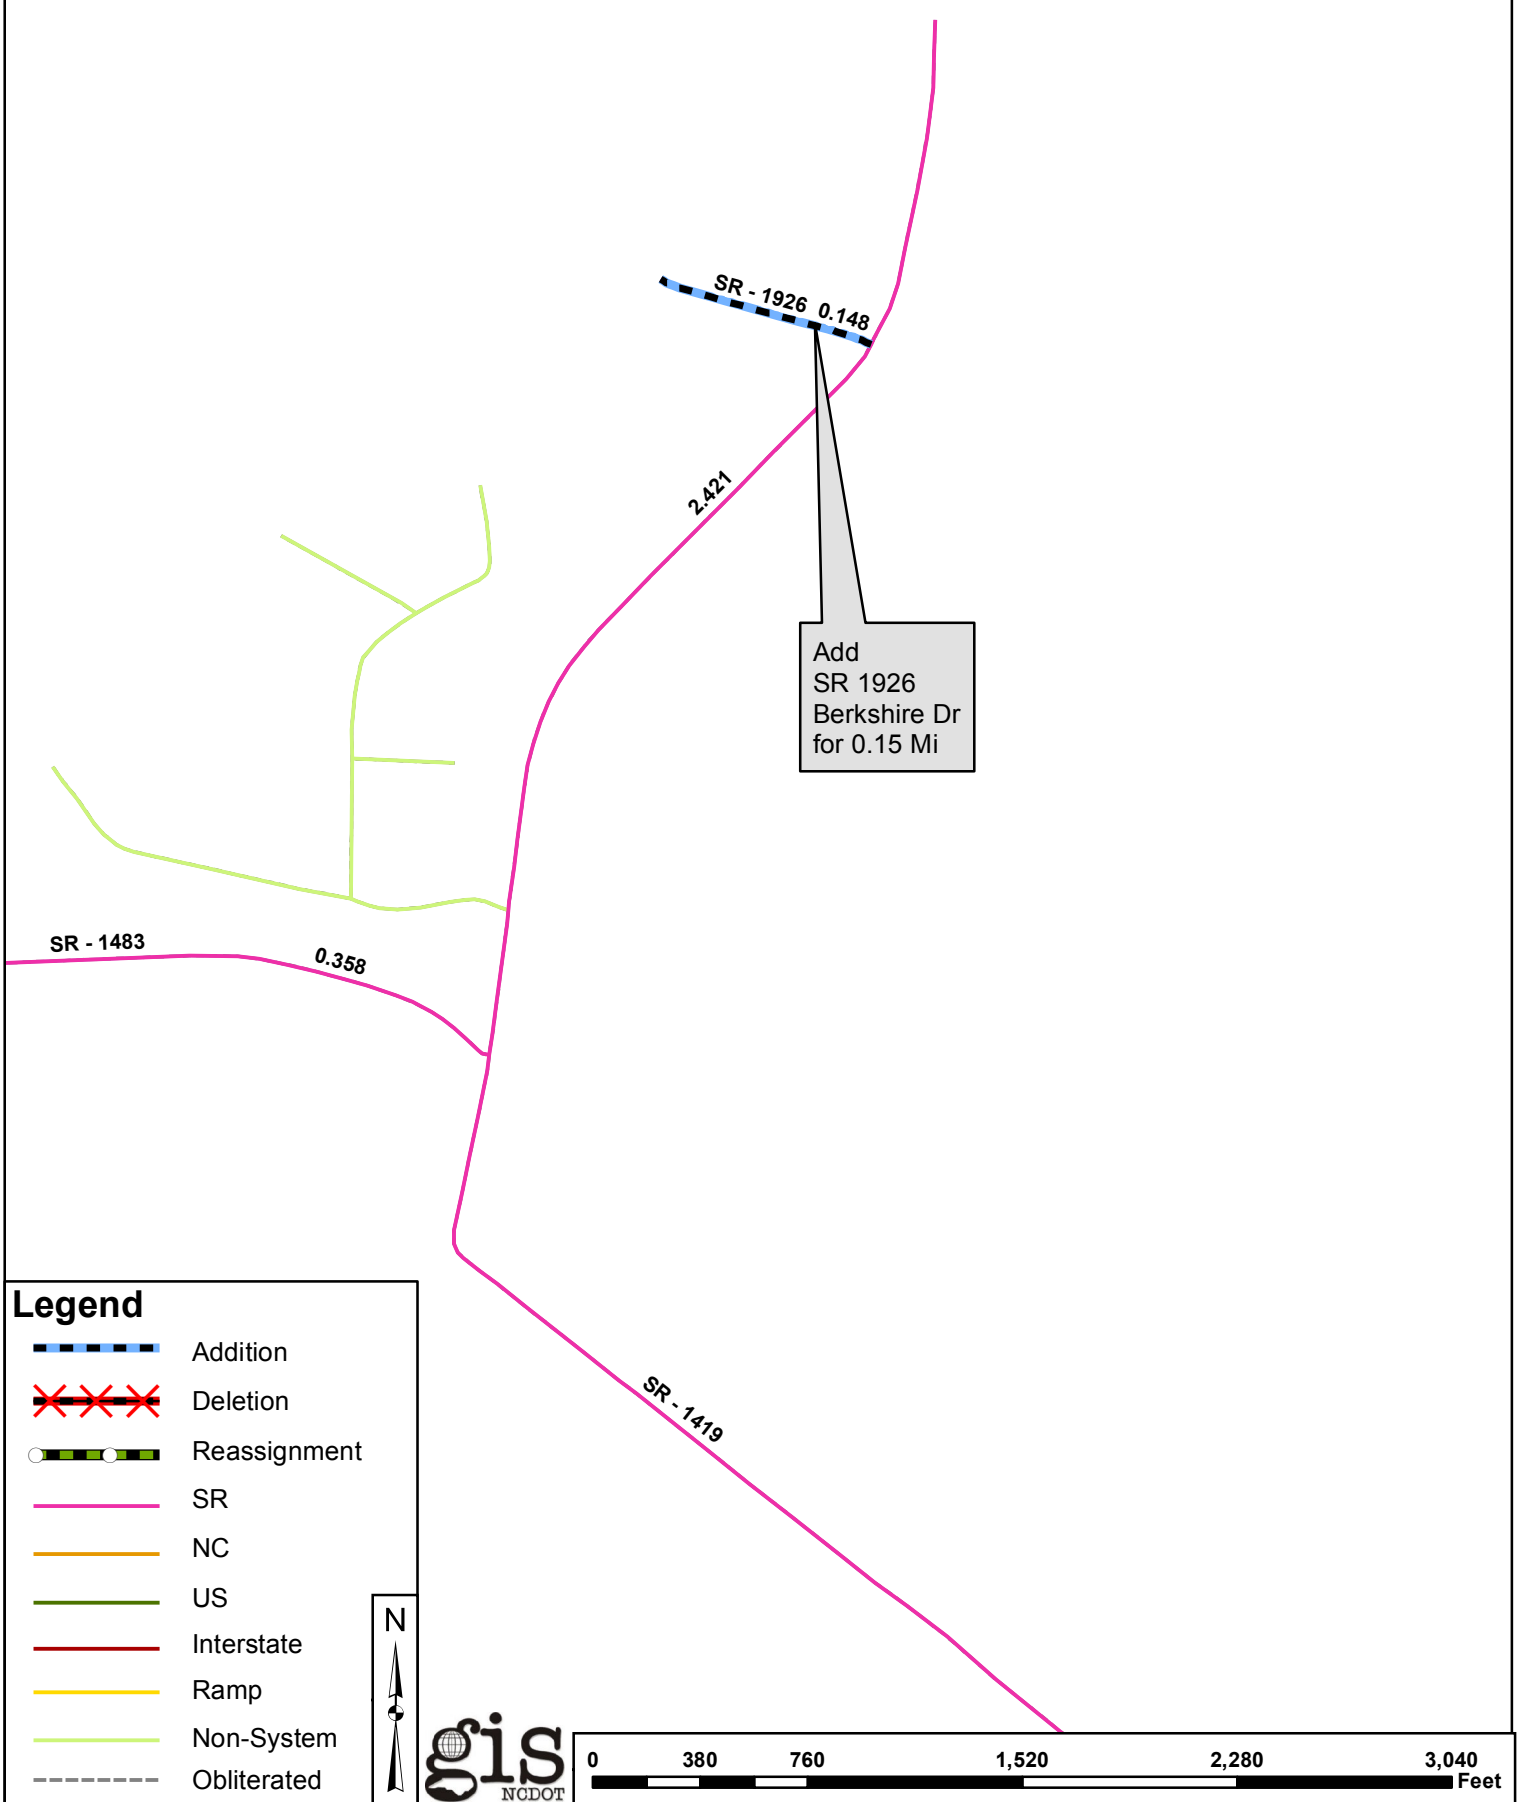 SR - 1926 0.148
2.421
Add
SR 1926
Berkshire Dr
for 0.15 Mi
SR - 1483
0.358
SR - 1419
Legend
Addition
Deletion
Reassignment
SR
NC
US
Interstate
Ramp
Non-System
Obliterated
N
gis
NCDOT
0 380 760 1,520 2,280 3,040
Feet